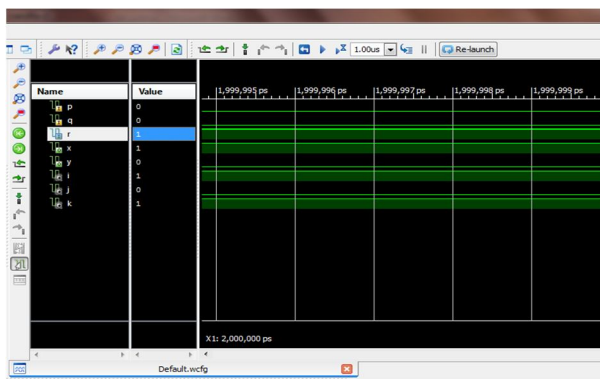 1.00us Re-launch
Name Value 1,999,995 ps 1,999,996 ps 1,999,997 ps 1,999,998 ps 1,999,999 ps
p 0
q 0
r 1
x 1
y 0
i 1
j 0
k 1
X1: 2,000,000 ps
Default.wcfg